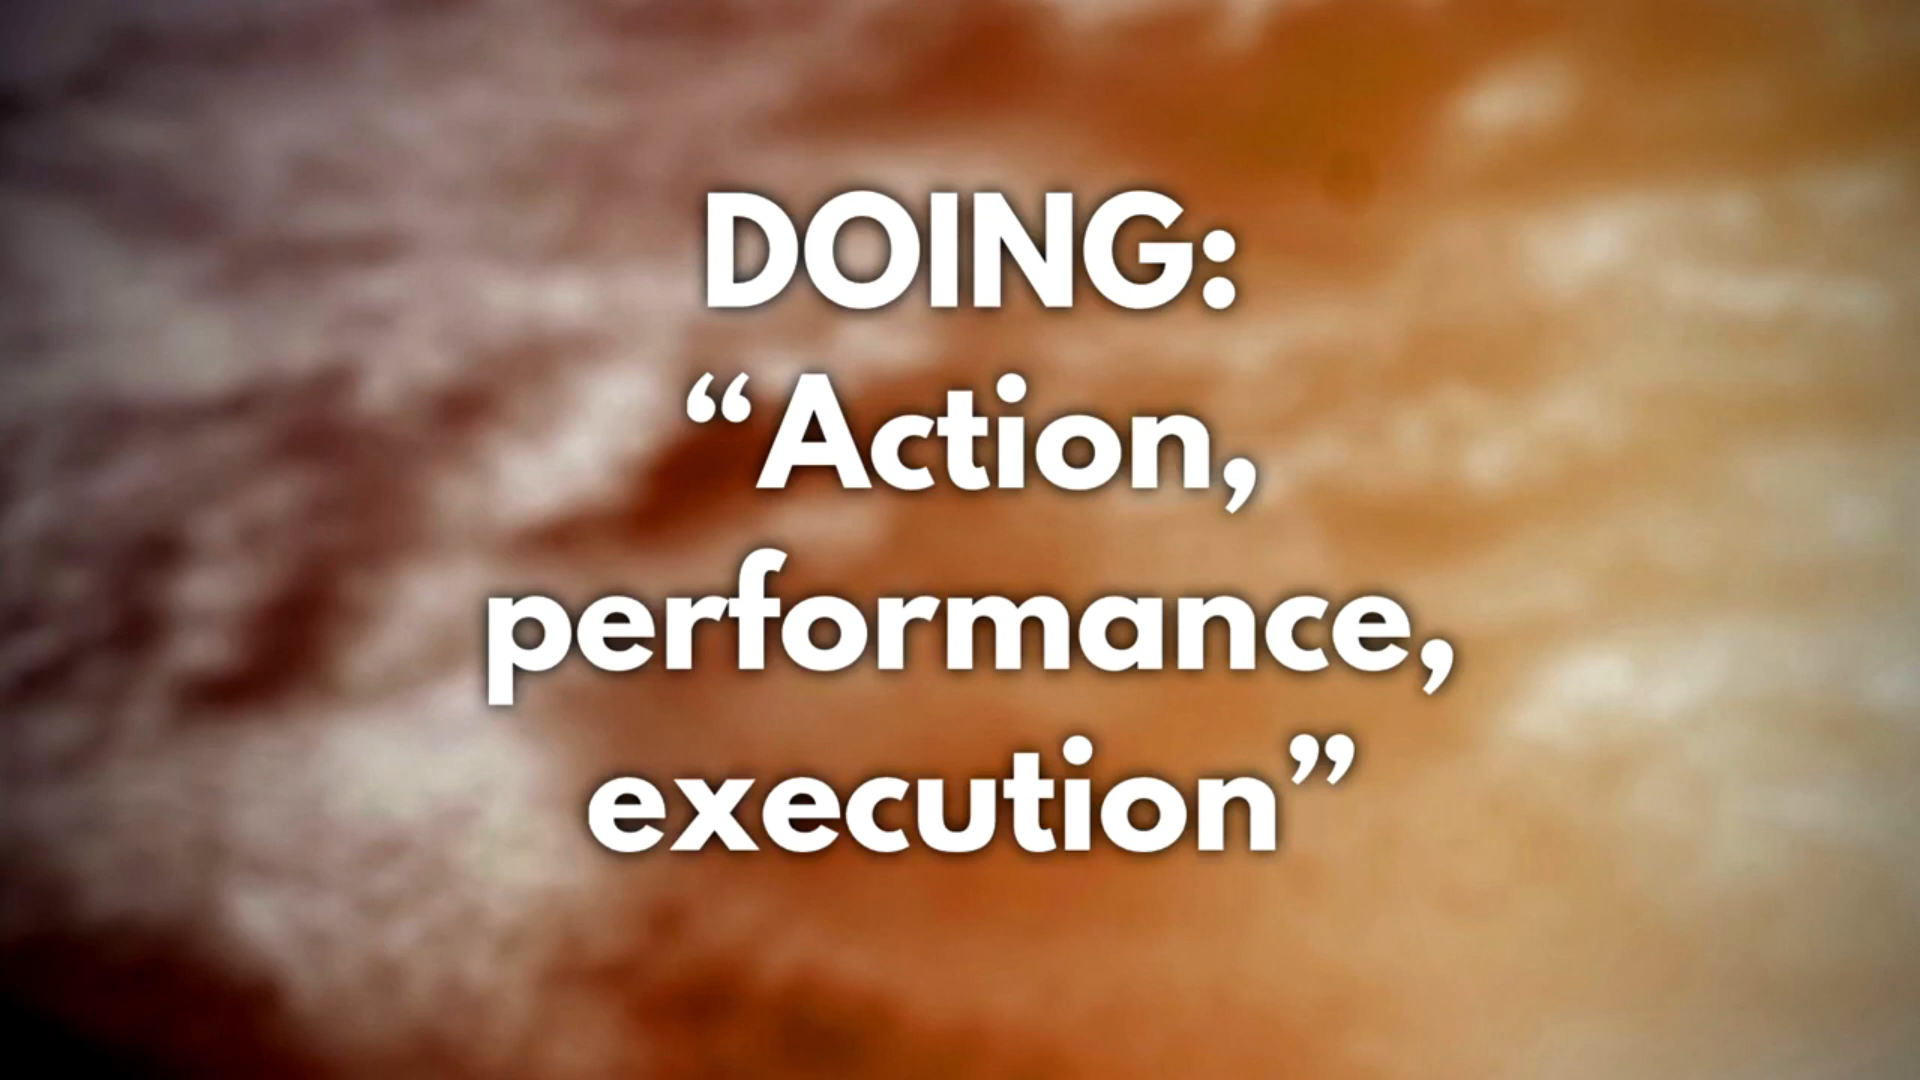 DOING:
“Action,
performance,
execution”